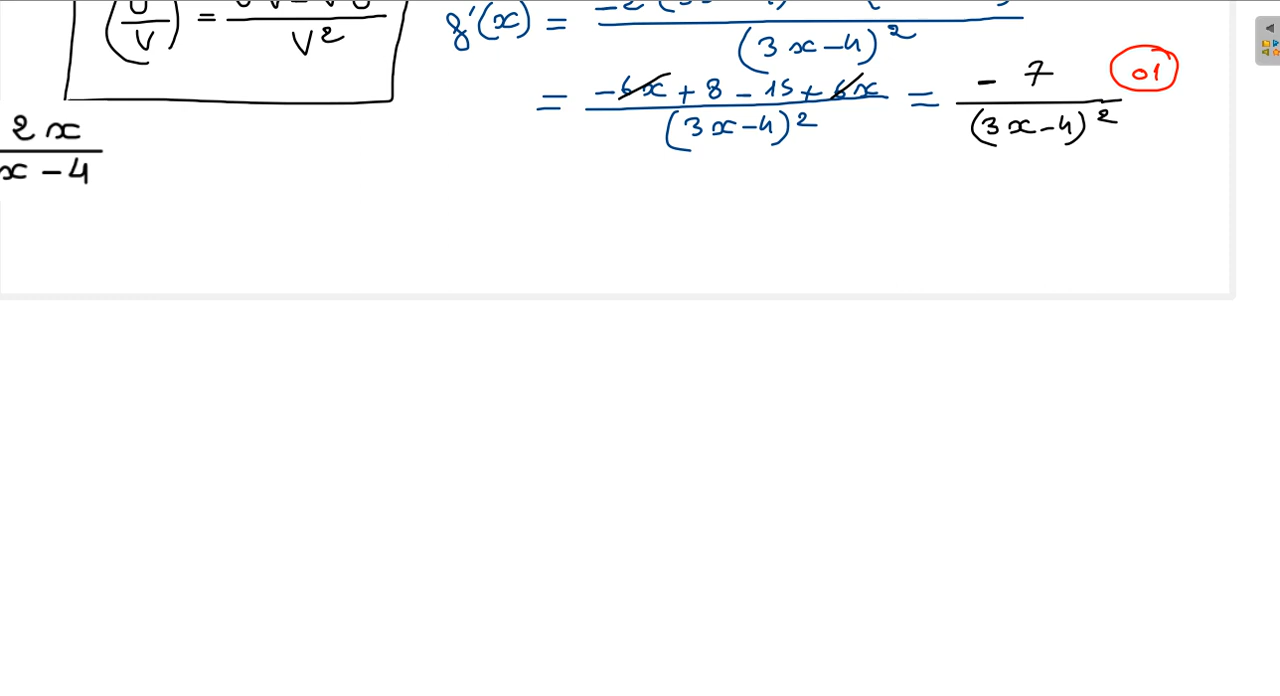 (U/V) = / V²
f'(x) = / (3x-4)²
= (-6x + 8 - 15 + 6x) / (3x-4)² = - 7 / (3x-4)²
01
2x / x-4